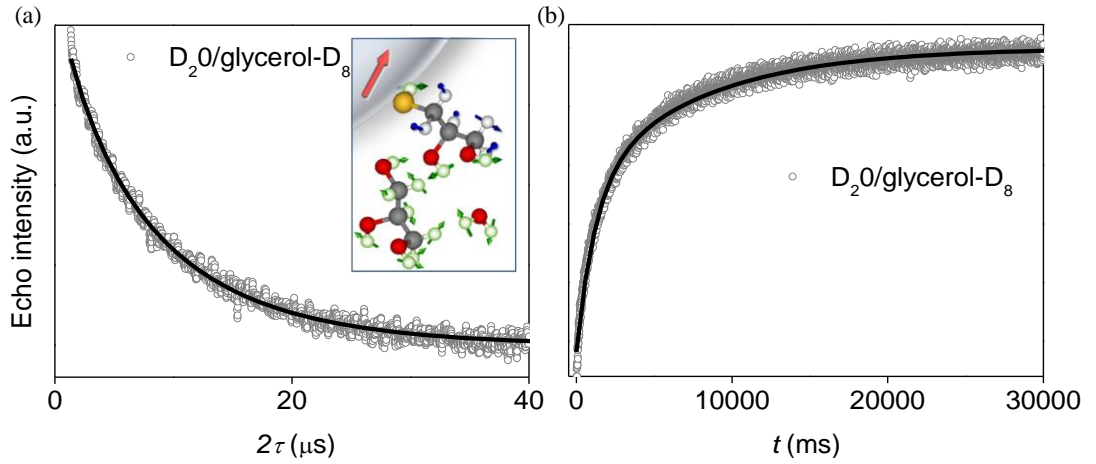 (a)
D₂0/glycerol-D₈
Echo intensity (a.u.)
0
20
40
2τ (μs)
(b)
D₂0/glycerol-D₈
0
10000
20000
30000
t (ms)